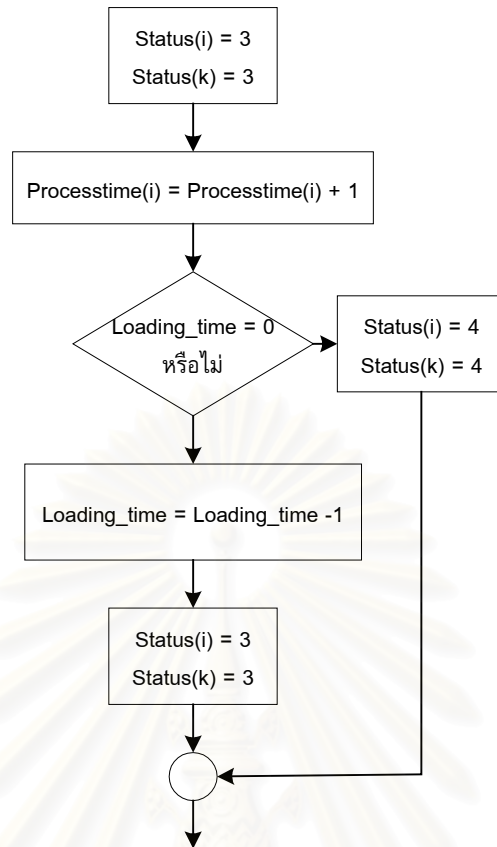 Status(i) = 3
Status(k) = 3
Processtime(i) = Processtime(i) + 1
Loading_time = 0
หรือไม่
Status(i) = 4
Status(k) = 4
Loading_time = Loading_time -1
Status(i) = 3
Status(k) = 3